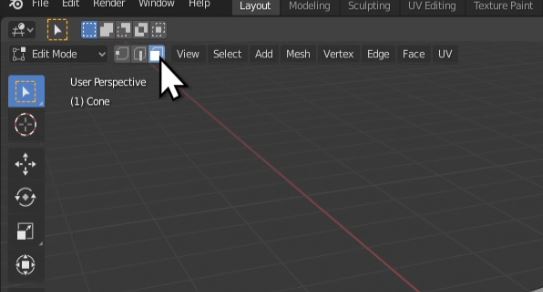 File Edit Render Window Help Layout Modeling Sculpting UV Editing Texture Paint
Edit Mode View Select Add Mesh Vertex Edge Face UV
User Perspective
(1) Cone